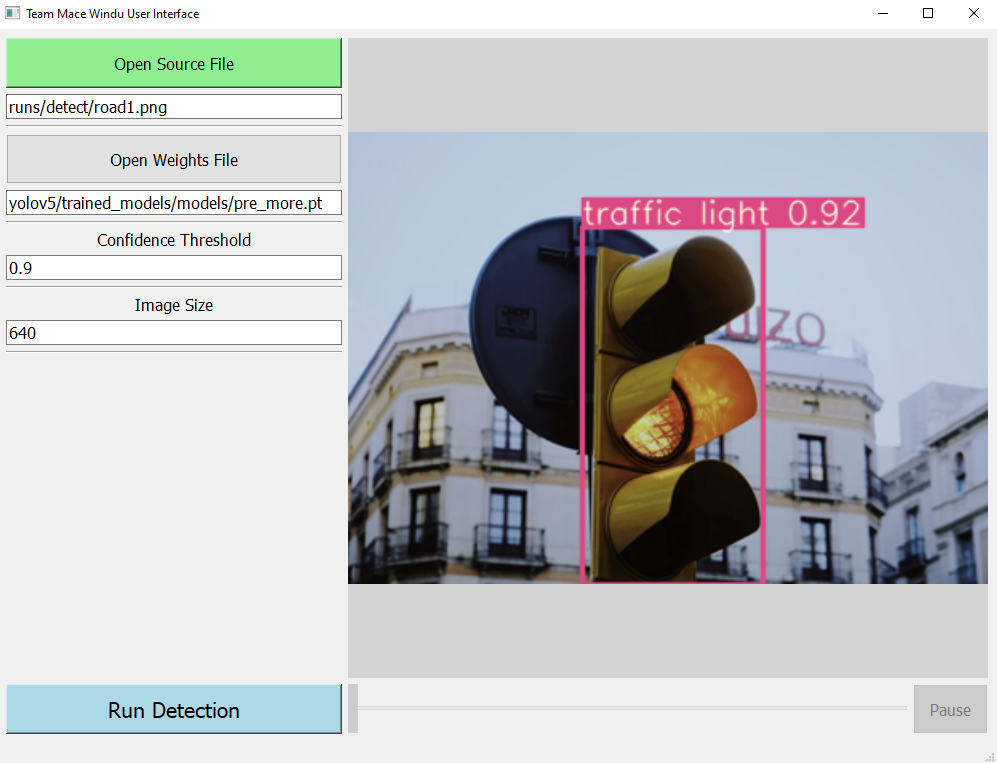 Team Mace Windu User Interface
Open Source File
runs/detect/road1.png
Open Weights File
yolov5/trained_models/models/pre_more.pt
Confidence Threshold
0.9
Image Size
640
Run Detection
traffic light 0.92
Pause